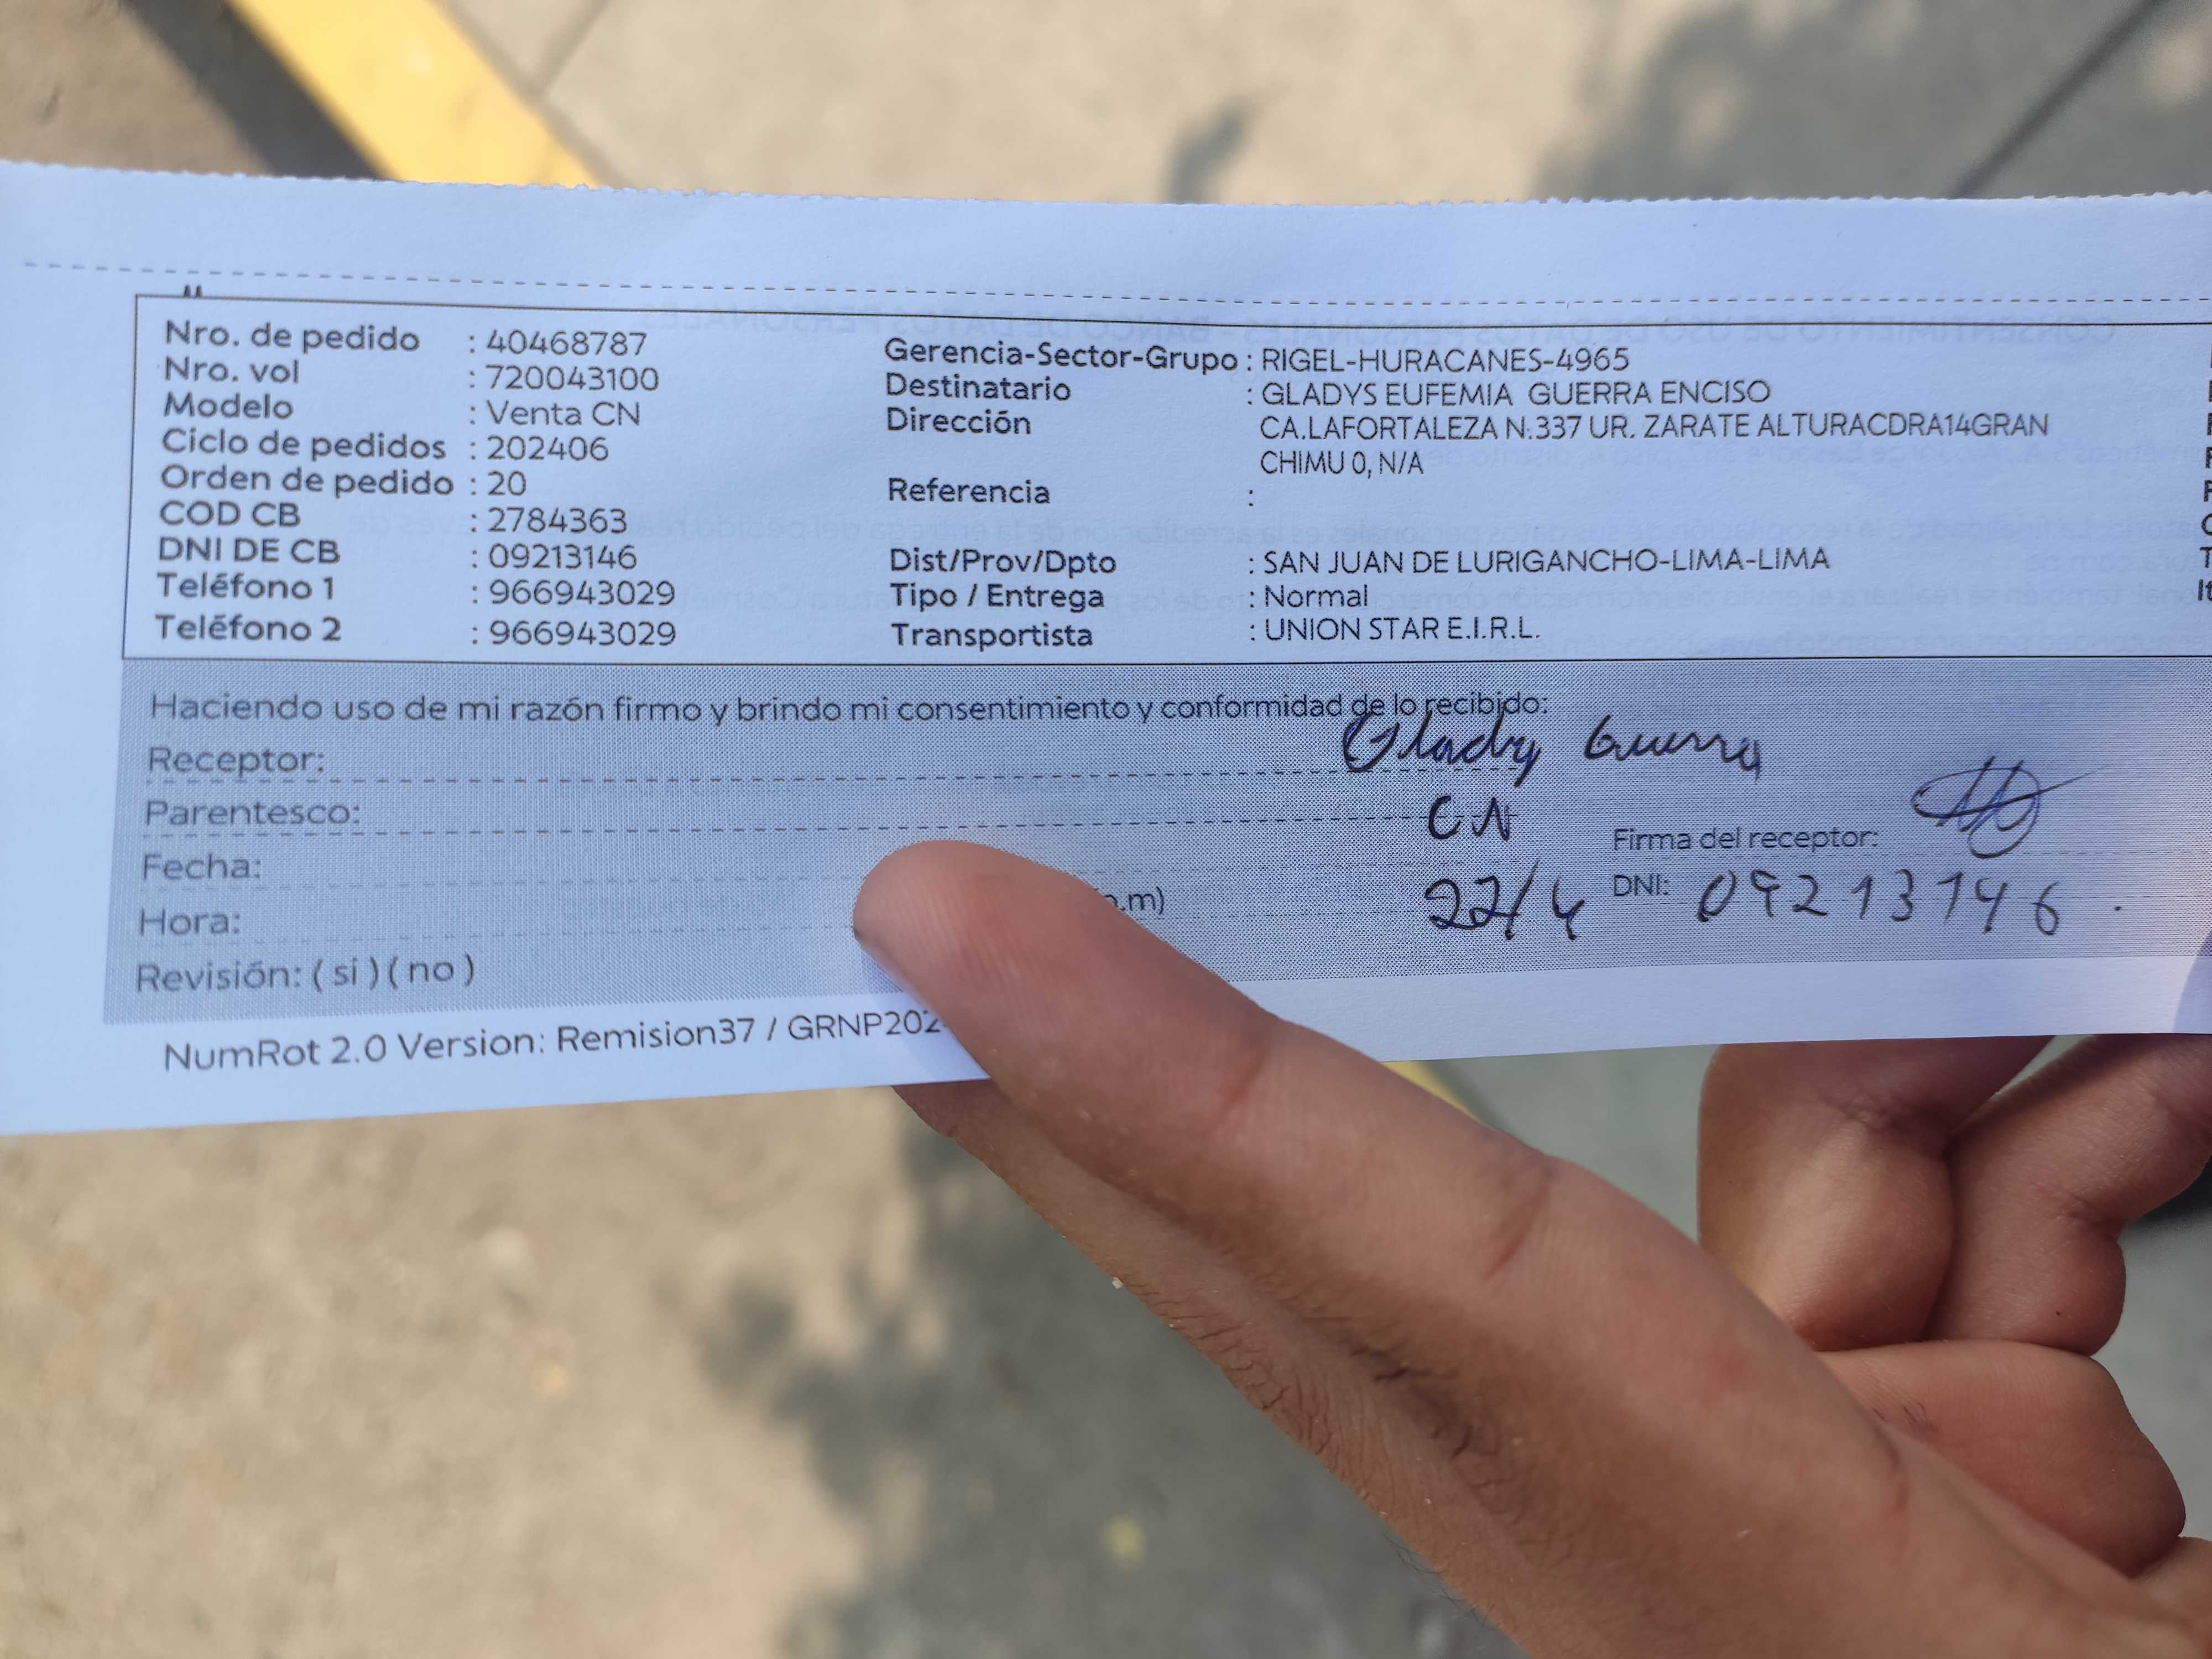 Nro. de pedido : 40468787
Nro. vol : 720043100
Modelo : Venta CN
Ciclo de pedidos : 202406
Orden de pedido : 20
COD CB : 2784363
DNI DE CB : 09213146
Teléfono 1 : 966943029
Teléfono 2 : 966943029
Gerencia-Sector-Grupo : RIGEL-HURACANES-4965
Destinatario : GLADYS EUFEMIA GUERRA ENCISO
Dirección CA.LAFORTALEZA N.337 UR. ZARATE ALTURACDRA14GRAN
CHIMU 0, N/A
Referencia :
Dist/Prov/Dpto : SAN JUAN DE LURIGANCHO-LIMA-LIMA
Tipo / Entrega : Normal
Transportista : UNION STAR E.I.R.L.
Haciendo uso de mi razón firmo y brindo mi consentimiento y conformidad de lo recibido:
Receptor: Gladys Guerra
Parentesco: CN
Firma del receptor:
Fecha: 22/4
DNI: 09213146.
Hora: .m)
Revisión: ( si ) ( no )
NumRot 2.0 Version: Remision37 / GRNP202